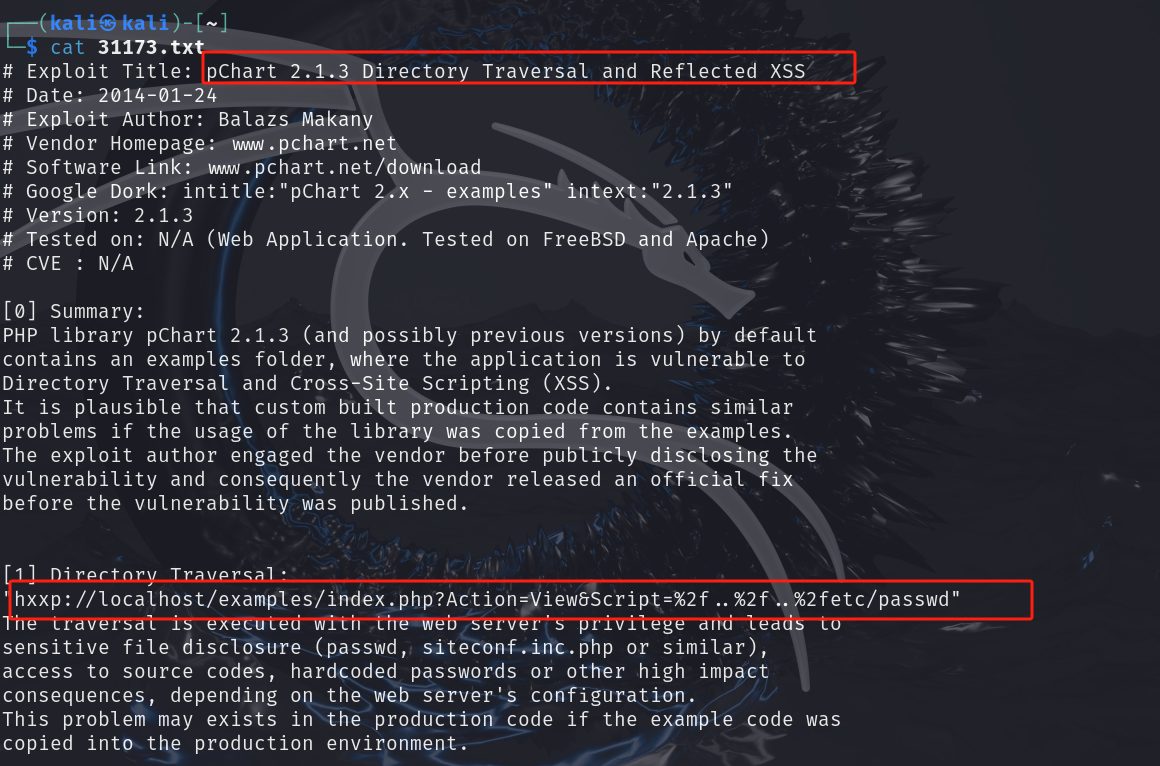 ┌──(kali㉿kali)-[~]
└─$ cat 31173.txt
# Exploit Title: pChart 2.1.3 Directory Traversal and Reflected XSS
# Date: 2014-01-24
# Exploit Author: Balazs Makany
# Vendor Homepage: www.pchart.net
# Software Link: www.pchart.net/download
# Google Dork: intitle:"pChart 2.x - examples" intext:"2.1.3"
# Version: 2.1.3
# Tested on: N/A (Web Application. Tested on FreeBSD and Apache)
# CVE : N/A
[0] Summary:
PHP library pChart 2.1.3 (and possibly previous versions) by default
contains an examples folder, where the application is vulnerable to
Directory Traversal and Cross-Site Scripting (XSS).
It is plausible that custom built production code contains similar
problems if the usage of the library was copied from the examples.
The exploit author engaged the vendor before publicly disclosing the
vulnerability and consequently the vendor released an official fix
before the vulnerability was published.
[1] Directory Traversal:
"hxxp://localhost/examples/index.php?Action=View&Script=%2f..%2f..%2fetc/passwd"
The traversal is executed with the web server's privilege and leads to
sensitive file disclosure (passwd, siteconf.inc.php or similar),
access to source codes, hardcoded passwords or other high impact
consequences, depending on the web server's configuration.
This problem may exists in the production code if the example code was
copied into the production environment.